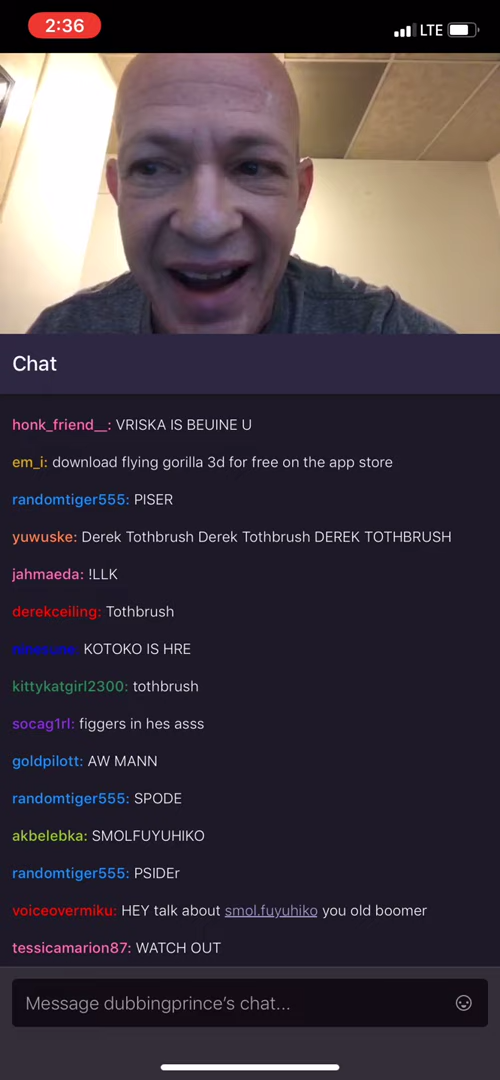 2:36
LTE
Chat
honk_friend__: VRISKA IS BEUINE U
em_i: download flying gorilla 3d for free on the app store
randomtiger555: PISER
yuwuske: Derek Tothbrush Derek Tothbrush DEREK TOTHBRUSH
jahmaeda: !LLK
derekceiling: Tothbrush
KOTOKO IS HRE
kittykatgirl2300: tothbrush
socag1rl: figgers in hes asss
goldpilott: AW MANN
randomtiger555: SPODE
akbelebka: SMOLFUYUHIKO
randomtiger555: PSIDEr
voiceovermiku: HEY talk about smol.fuyuhiko you old boomer
tessicamarion87: WATCH OUT
Message dubbingprince's chat...